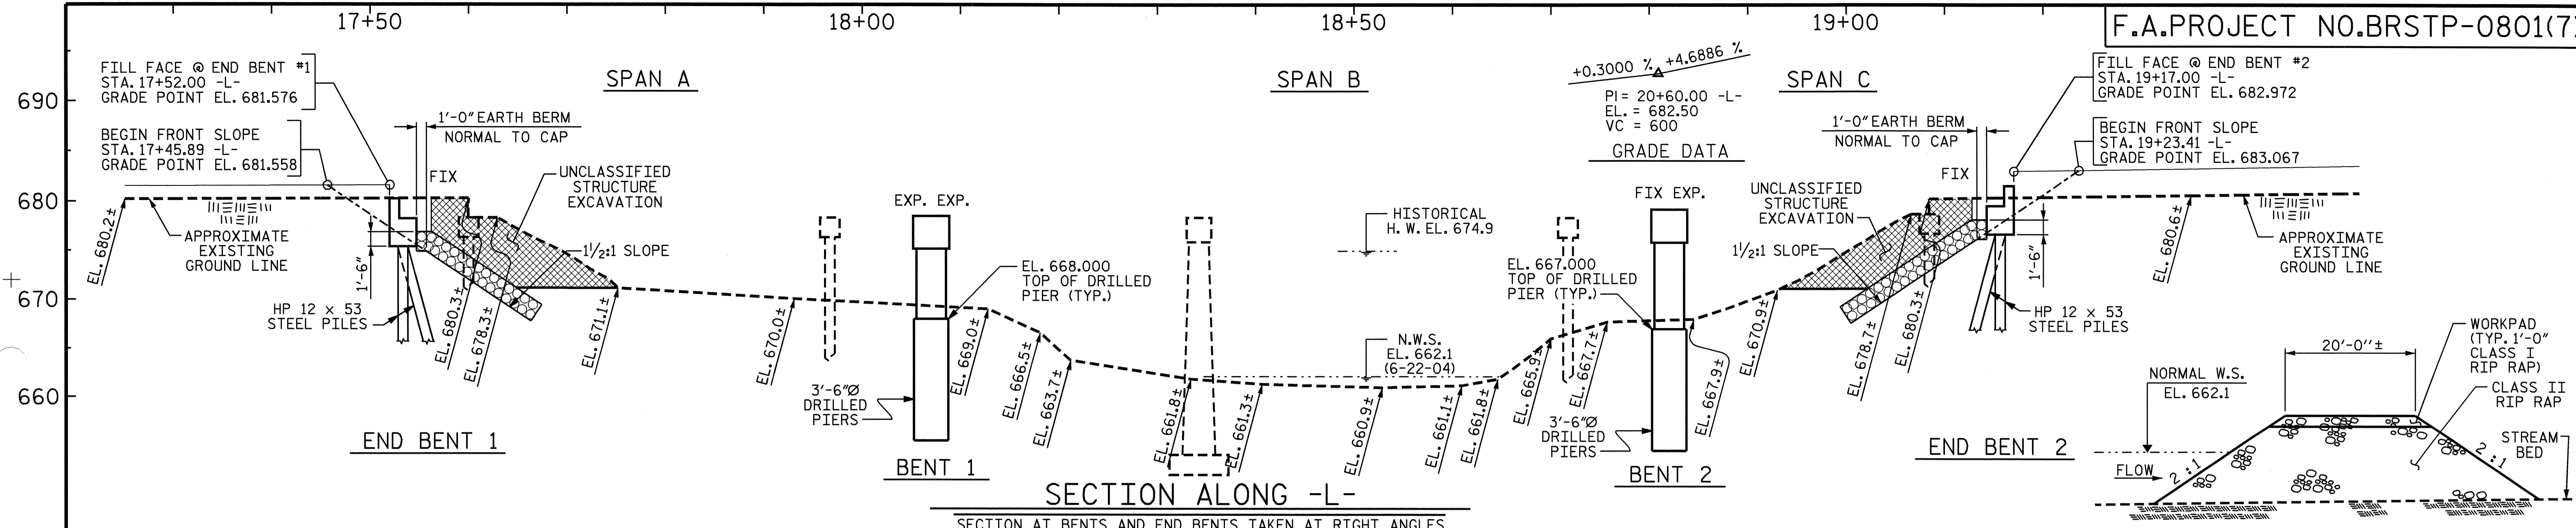 17+50
18+00
18+50
19+00
F.A.PROJECT NO.BRSTP-0801(7
690
680
670
660
FILL FACE @ END BENT #1
STA. 17+52.00 -L-
GRADE POINT EL. 681.576
BEGIN FRONT SLOPE
STA. 17+45.89 -L-
GRADE POINT EL. 681.558
1'-0" EARTH BERM
NORMAL TO CAP
SPAN A
FIX
UNCLASSIFIED
STRUCTURE
EXCAVATION
1½:1 SLOPE
EL. 680.2±
APPROXIMATE
EXISTING
GROUND LINE
1'-6"
HP 12 x 53
STEEL PILES
EL. 680.3±
EL. 678.3±
EL. 671.1±
END BENT 1
EL. 670.0±
EXP. EXP.
EL. 668.000
TOP OF DRILLED
PIER (TYP.)
3'-6"Ø
DRILLED
PIERS
BENT 1
EL. 669.0±
EL. 666.5±
EL. 663.7±
SPAN B
HISTORICAL
H. W. EL. 674.9
N.W.S.
EL. 662.1
(6-22-04)
EL. 661.8±
EL. 661.3±
EL. 660.9±
EL. 661.1±
EL. 661.8±
EL. 665.9±
EL. 667.7±
SECTION ALONG -L-
SECTION AT BENTS AND END BENTS TAKEN AT RIGHT ANGLES
+0.3000 %
+4.6886 %
PI= 20+60.00 -L-
EL. = 682.50
VC = 600
GRADE DATA
SPAN C
FIX EXP.
EL. 667.000
TOP OF DRILLED
PIER (TYP.)
3'-6"Ø
DRILLED
PIERS
BENT 2
EL. 667.9±
EL. 670.9±
UNCLASSIFIED
STRUCTURE
EXCAVATION
1½:1 SLOPE
1'-0" EARTH BERM
NORMAL TO CAP
FIX
FILL FACE @ END BENT #2
STA. 19+17.00 -L-
GRADE POINT EL. 682.972
BEGIN FRONT SLOPE
STA. 19+23.41 -L-
GRADE POINT EL. 683.067
EL. 678.7±
EL. 680.3±
1'-6"
HP 12 x 53
STEEL PILES
EL. 680.6±
APPROXIMATE
EXISTING
GROUND LINE
END BENT 2
20'-0"±
WORKPAD
(TYP. 1'-0"
CLASS I
RIP RAP)
CLASS II
RIP RAP
NORMAL W.S.
EL. 662.1
FLOW
2 : 1
2 : 1
STREAM
BED